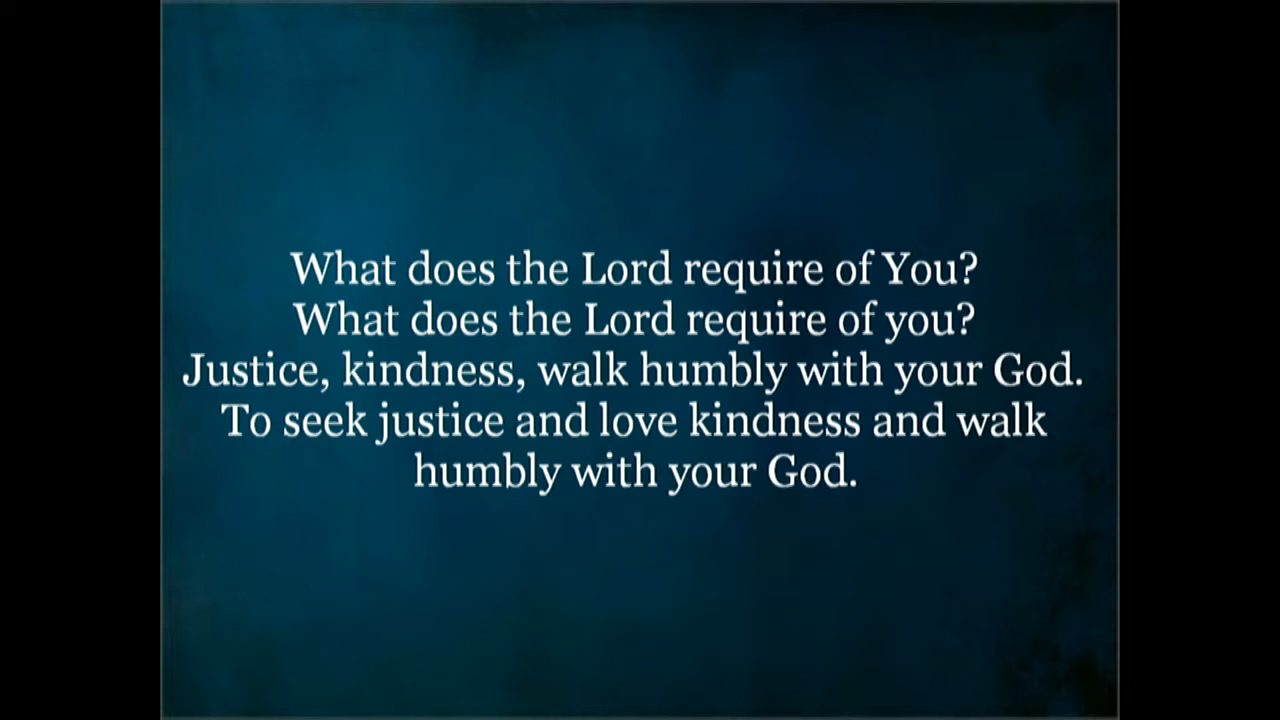 What does the Lord require of You?
What does the Lord require of you?
Justice, kindness, walk humbly with your God.
To seek justice and love kindness and walk
humbly with your God.